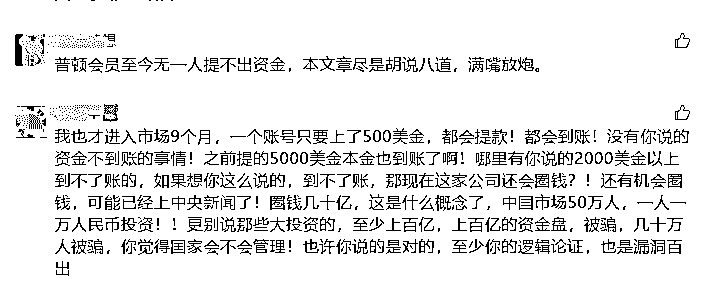 普顿会员至今无一人提不出资金，本文章尽是胡说八道，满嘴放炮。
我也才进入市场9个月，一个账号只要上了500美金，都会提款！都会到账！没有你说的
资金不到账的事情！之前提的5000美金本金也到账了啊！哪里有你说的2000美金以上
到不了账的，如果想你这么说的，到不了账，那现在这家公司还会圈钱？！还有机会圈
钱，可能已经上中央新闻了！圈钱几十亿，这是什么概念了，中国市场50万人，一人一
万人民币投资！！更别说那些大投资的，至少上百亿，上百亿的资金盘，被骗，几十万
人被骗，你觉得国家会不会管理！也许你说的是对的，至少你的逻辑论证，也是漏洞百
出